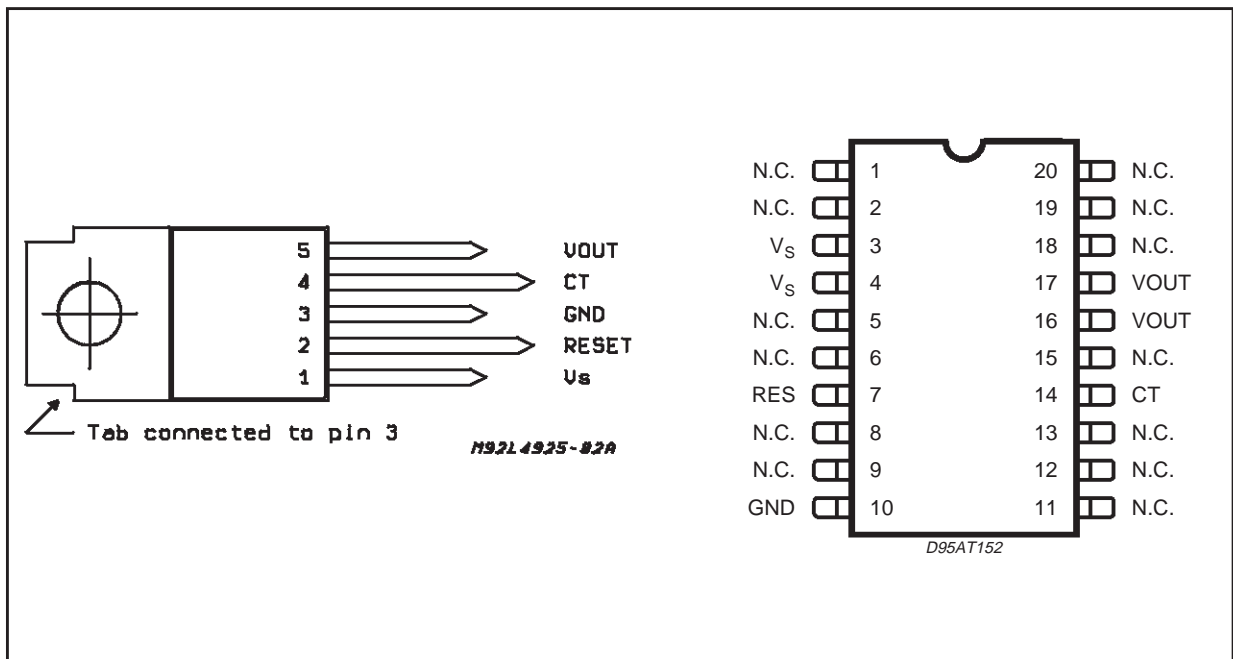 5 VOUT
4 CT
3 GND
2 RESET
1 Vs
Tab connected to pin 3
M92L4925-02A
N.C. 1 20 N.C.
N.C. 2 19 N.C.
VS 3 18 N.C.
VS 4 17 VOUT
N.C. 5 16 VOUT
N.C. 6 15 N.C.
RES 7 14 CT
N.C. 8 13 N.C.
N.C. 9 12 N.C.
GND 10 11 N.C.
D95AT152